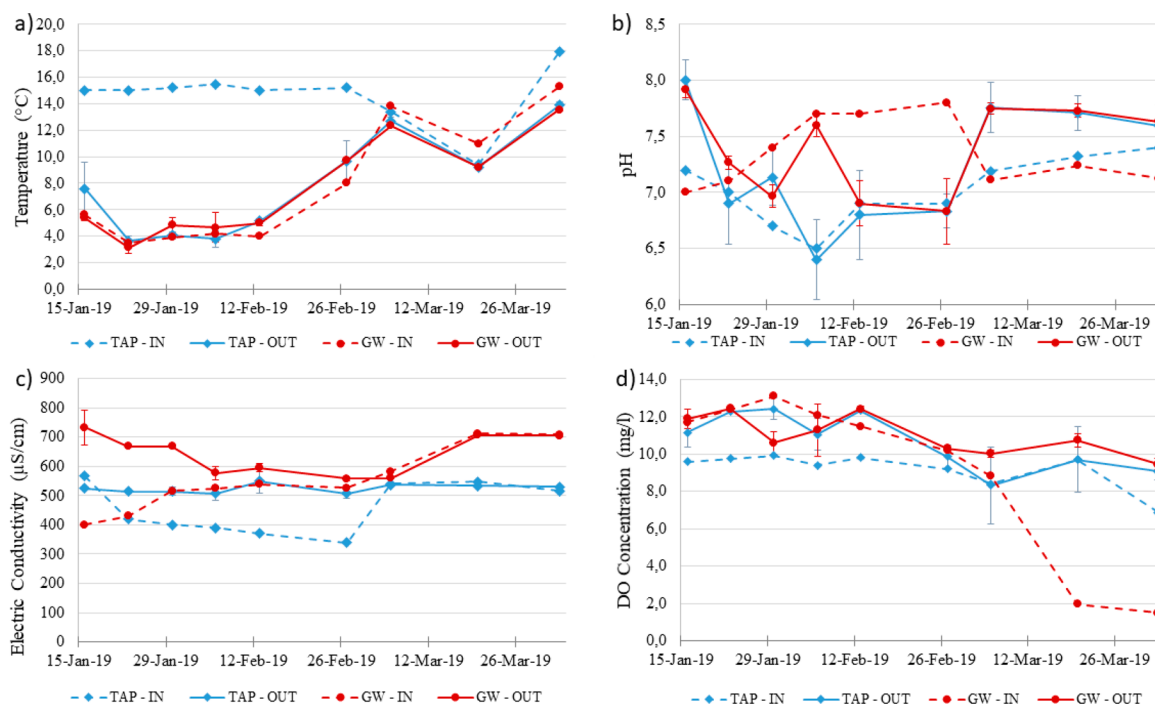 a)
Temperature (°C)
20,0
18,0
16,0
14,0
12,0
10,0
8,0
6,0
4,0
2,0
0,0
15-Jan-19 29-Jan-19 12-Feb-19 26-Feb-19 12-Mar-19 26-Mar-19
TAP - IN TAP - OUT GW - IN GW - OUT
b)
pH
8,5
8,0
7,5
7,0
6,5
6,0
15-Jan-19 29-Jan-19 12-Feb-19 26-Feb-19 12-Mar-19 26-Mar-19
TAP - IN TAP - OUT GW - IN GW - OUT
c)
Electric Conductivity (µS/cm)
900
800
700
600
500
400
300
200
100
0
15-Jan-19 29-Jan-19 12-Feb-19 26-Feb-19 12-Mar-19 26-Mar-19
TAP - IN TAP - OUT GW - IN GW - OUT
d)
DO Concentration (mg/l)
14,0
12,0
10,0
8,0
6,0
4,0
2,0
0,0
15-Jan-19 29-Jan-19 12-Feb-19 26-Feb-19 12-Mar-19 26-Mar-19
TAP - IN TAP - OUT GW - IN GW - OUT